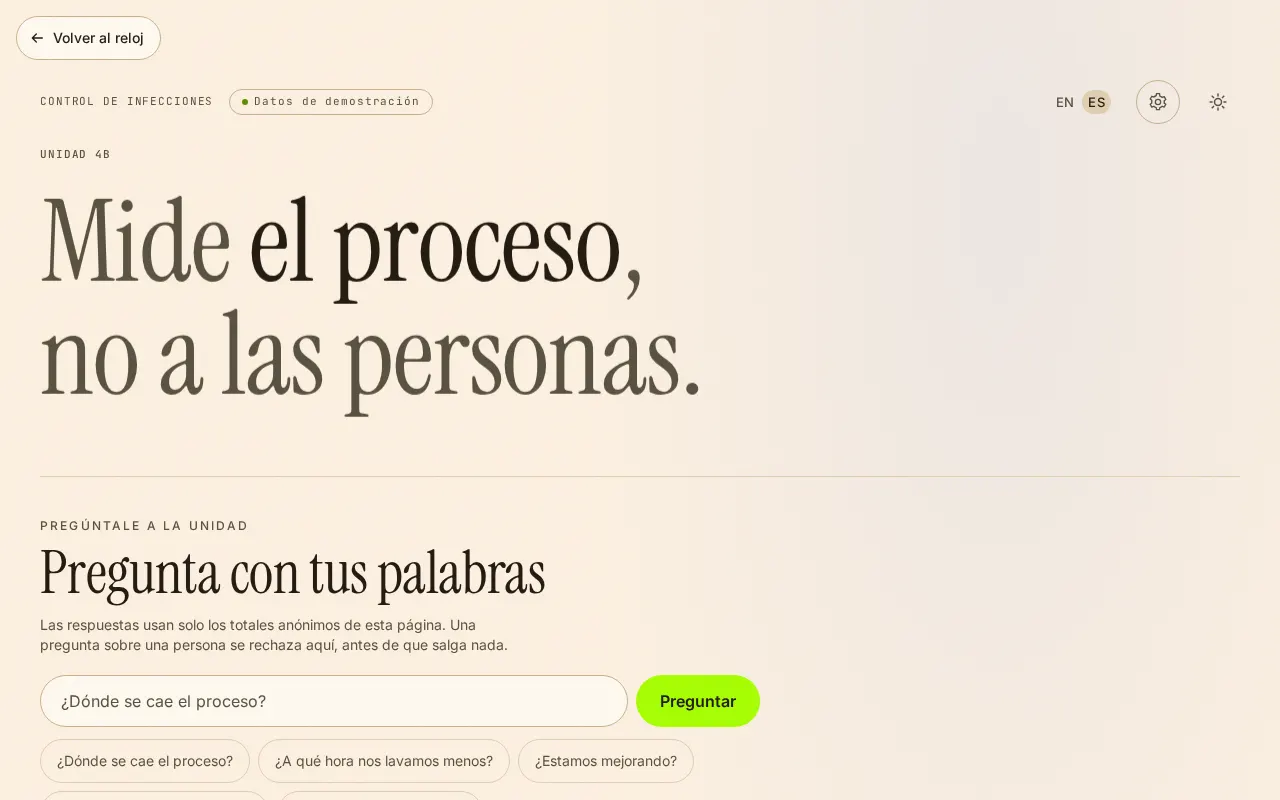 Volver al reloj
CONTROL DE INFECCIONES
Datos de demostración
EN ES
UNIDAD 4B
Mide el proceso,
no a las personas.
PREGÚNTALE A LA UNIDAD
Pregunta con tus palabras
Las respuestas usan solo los totales anónimos de esta página. Una
pregunta sobre una persona se rechaza aquí, antes de que salga nada.
¿Dónde se cae el proceso?
Preguntar
¿Dónde se cae el proceso?
¿A qué hora nos lavamos menos?
¿Estamos mejorando?